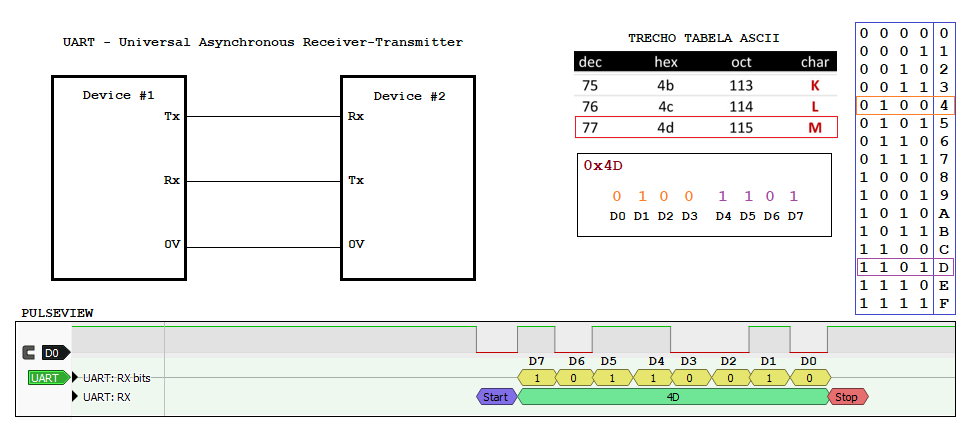 UART - Universal Asynchronous Receiver-Transmitter
Device #1
Tx
Rx
0V
Device #2
Rx
Tx
0V
TRECHO TABELA ASCII
dec hex oct char
75 4b 113 K
76 4c 114 L
77 4d 115 M
0x4D
0 1 0 0 1 1 0 1
D0 D1 D2 D3 D4 D5 D6 D7
0 0 0 0 0
0 0 0 1 1
0 0 1 0 2
0 0 1 1 3
0 1 0 0 4
0 1 0 1 5
0 1 1 0 6
0 1 1 1 7
1 0 0 0 8
1 0 0 1 9
1 0 1 0 A
1 0 1 1 B
1 1 0 0 C
1 1 0 1 D
1 1 1 0 E
1 1 1 1 F
PULSEVIEW
D0
D7 D6 D5 D4 D3 D2 D1 D0
UART UART: RX bits 1 0 1 1 0 0 1 0
UART: RX Start 4D Stop